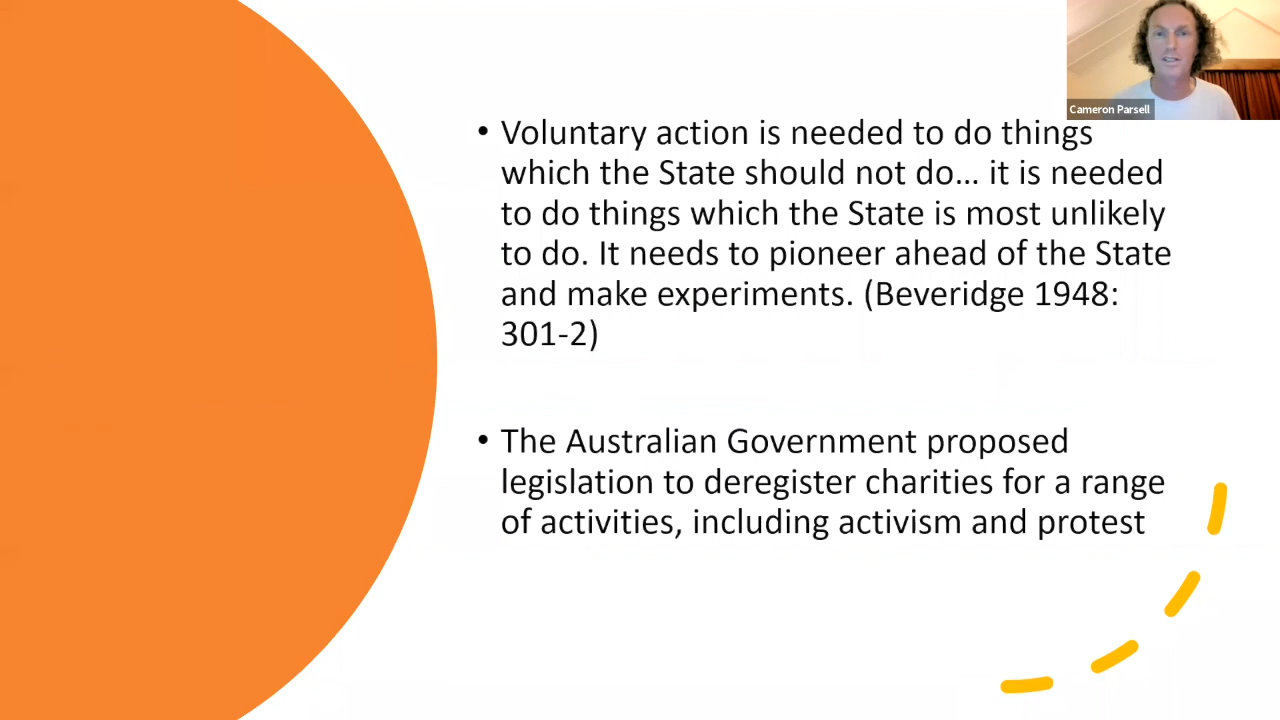 Cameron Parsell
• Voluntary action is needed to do things
which the State should not do… it is needed
to do things which the State is most unlikely
to do. It needs to pioneer ahead of the State
and make experiments. (Beveridge 1948:
301-2)
• The Australian Government proposed
legislation to deregister charities for a range
of activities, including activism and protest